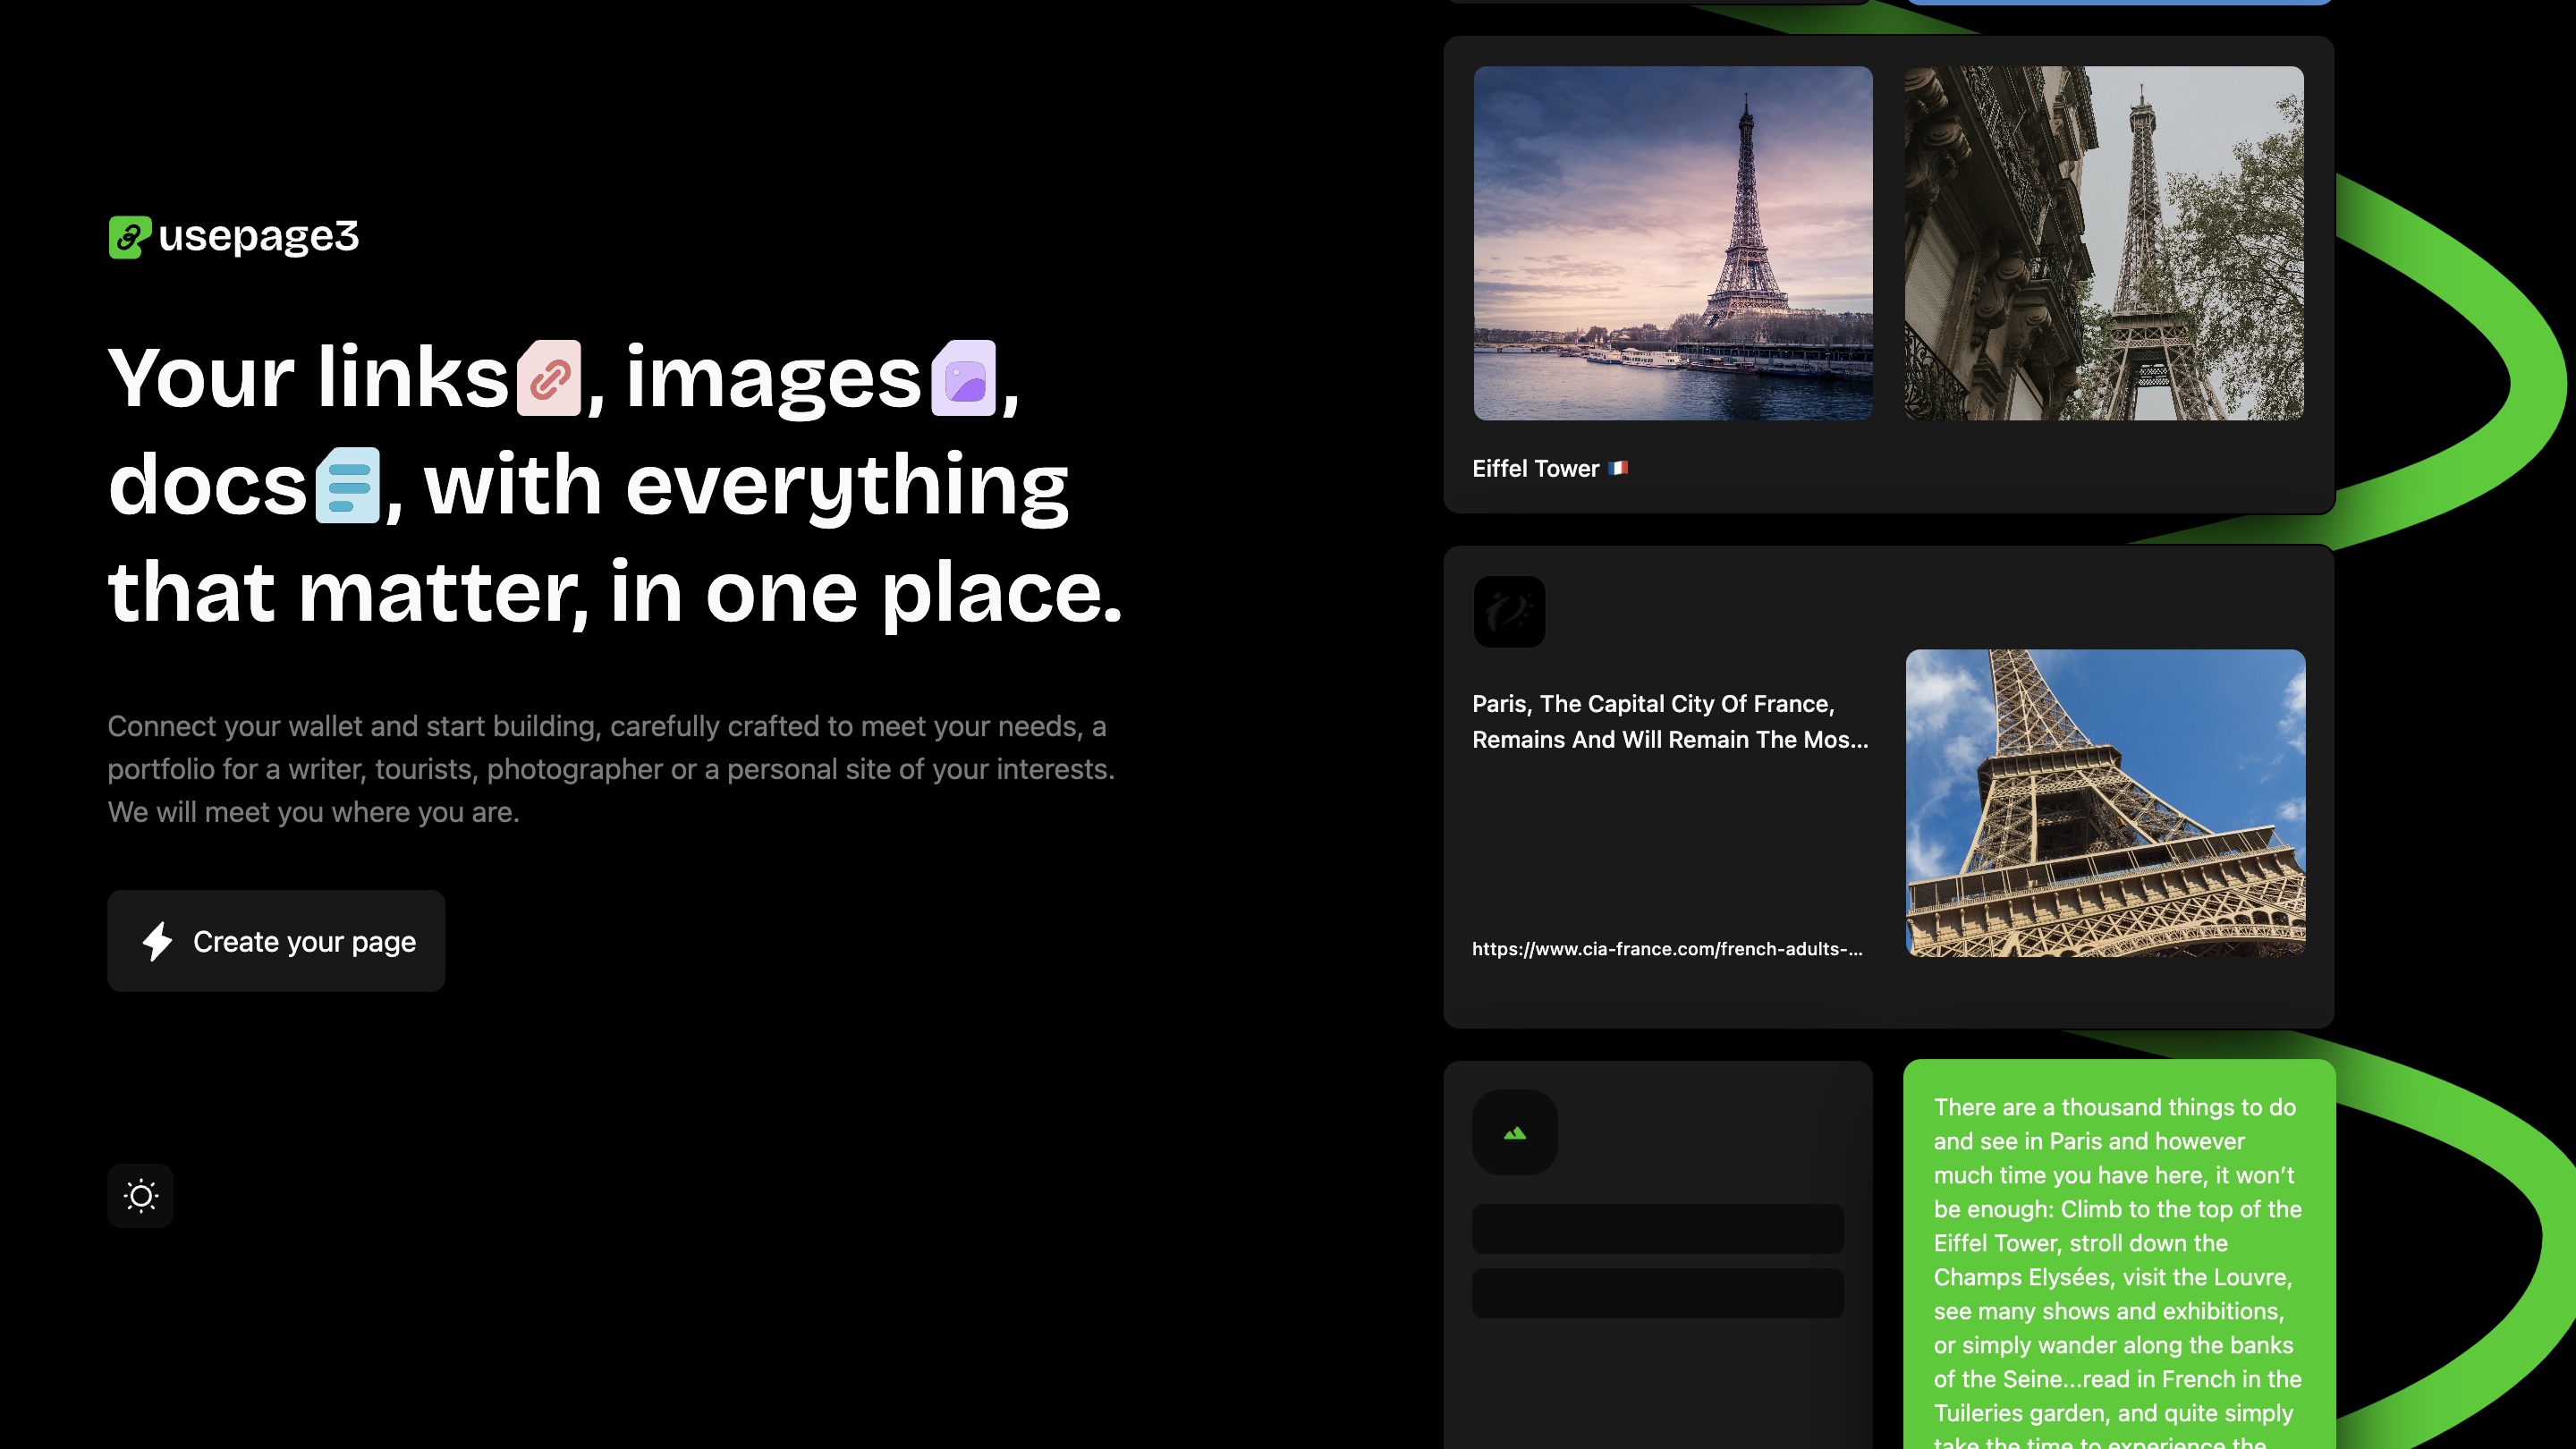 usepage3
Your links, images,
docs, with everything
that matter, in one place.
Connect your wallet and start building, carefully crafted to meet your needs, a
portfolio for a writer, tourists, photographer or a personal site of your interests.
We will meet you where you are.
Create your page
Eiffel Tower 🇫🇷
Paris, The Capital City Of France,
Remains And Will Remain The Mos...
https://www.cia-france.com/french-adults-...
There are a thousand things to do
and see in Paris and however
much time you have here, it won’t
be enough: Climb to the top of the
Eiffel Tower, stroll down the
Champs Elysées, visit the Louvre,
see many shows and exhibitions,
or simply wander along the banks
of the Seine...read in French in the
Tuileries garden, and quite simply
take the time to experience the